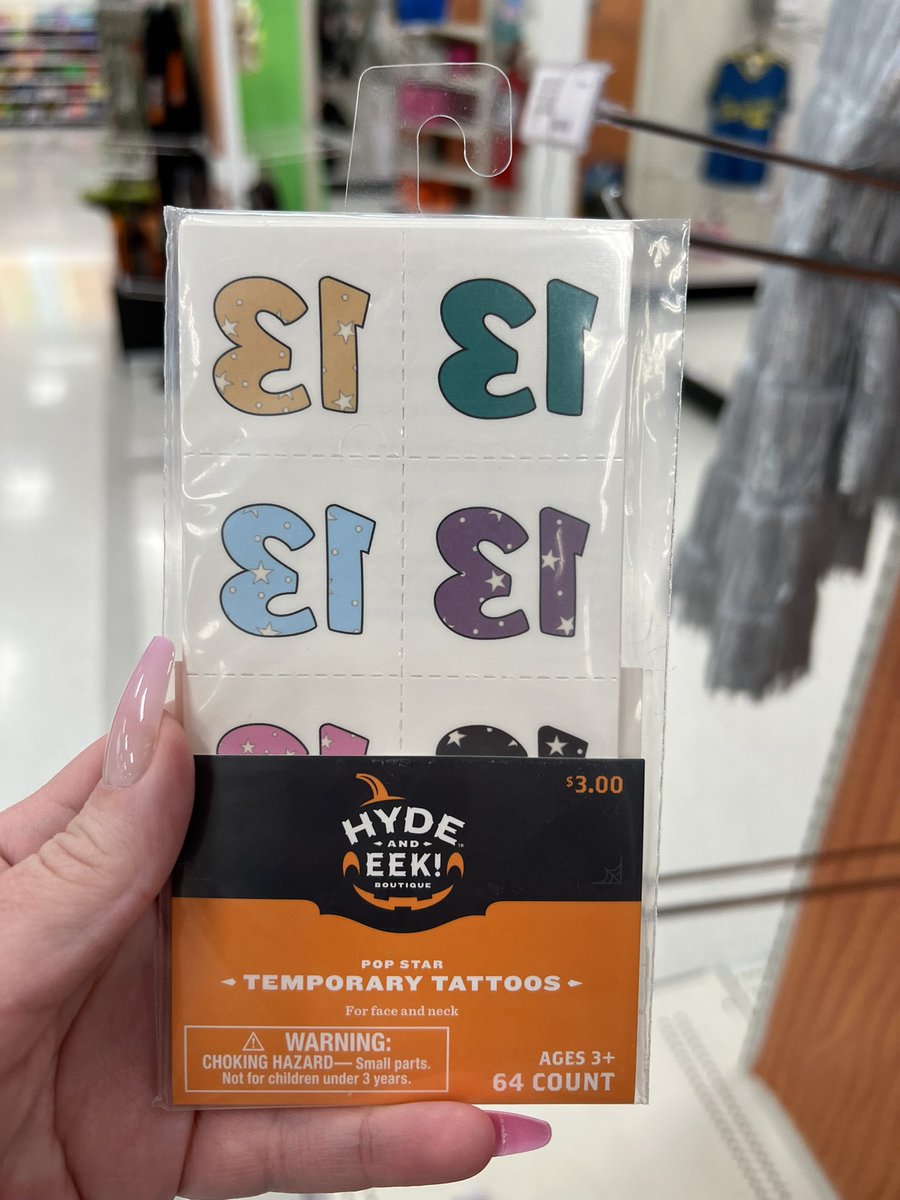 13 13
13 13
$3.00
HYDE
AND
EEK!
BOUTIQUE
POP STAR
TEMPORARY TATTOOS
For face and neck
WARNING:
CHOKING HAZARD— Small parts.
Not for children under 3 years.
AGES 3+
64 COUNT